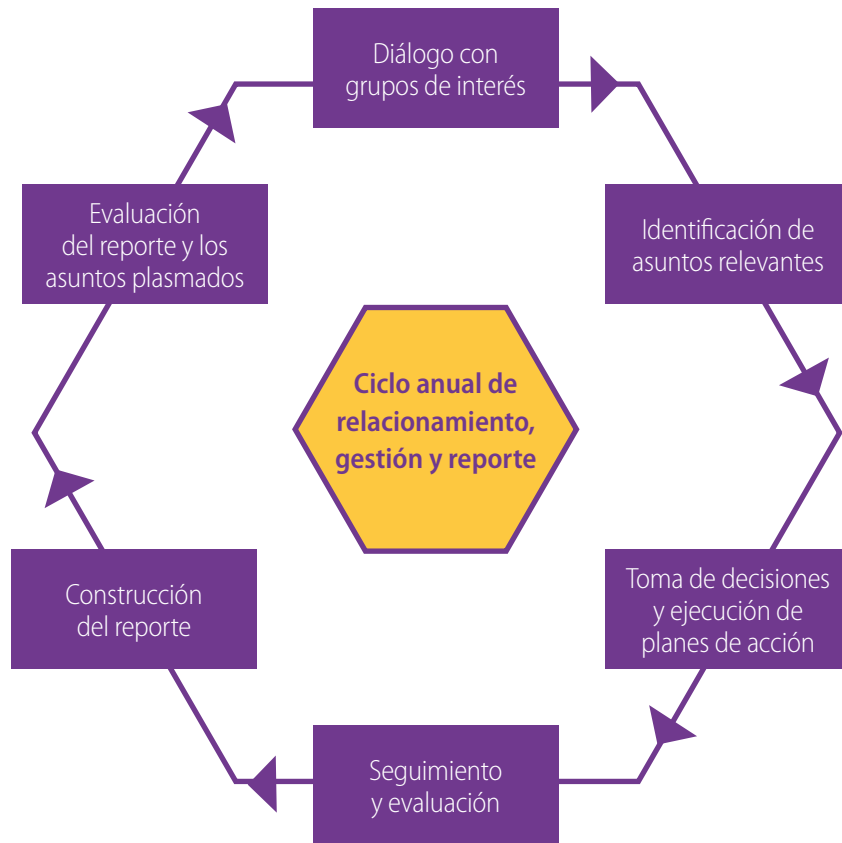 Diálogo con
grupos de interés
Identificación de
asuntos relevantes
Toma de decisiones
y ejecución de
planes de acción
Seguimiento
y evaluación
Construcción
del reporte
Evaluación
del reporte y los
asuntos plasmados
Ciclo anual de
relacionamiento,
gestión y reporte